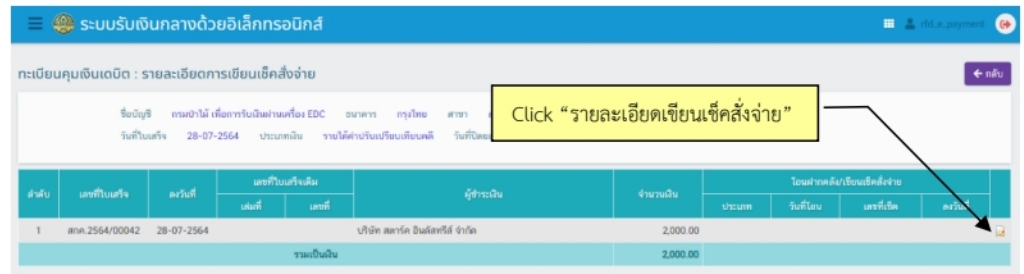 ระบบรับเงินกลางด้วยอิเล็กทรอนิกส์
rfd_e_payment
ทะเบียนคุมเงินเดบิต : รายละเอียดการเขียนเช็คสั่งจ่าย
กลับ
ชื่อบัญชี กรมป่าไม้ เพื่อการรับเงินผ่านเครื่อง EDC ธนาคาร กรุงไทย สาขา
Click “รายละเอียดเขียนเช็คสั่งจ่าย”
วันที่ใบเสร็จ 28-07-2564 ประเภทเงิน รายได้ค่าปรับเปรียบเทียบคดี
ลำดับ เลขที่ใบเสร็จ ลงวันที่ เลขที่ใบเสร็จเดิม ผู้ชำระเงิน จำนวนเงิน โอนฝากคลัง/เขียนเช็คสั่งจ่าย
เล่มที่ เลขที่ ประเภท วันที่โอน เลขที่เช็ค ลงวันที่
1 สกค.2564/00042 28-07-2564 บริษัท สตาร์ค อินดัสทรีส์ จำกัด 2,000.00
รวมเป็นเงิน 2,000.00